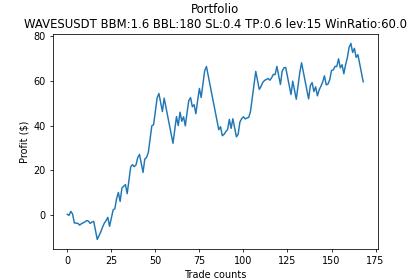 Portfolio
WAVESUSDT BBM:1.6 BBL:180 SL:0.4 TP:0.6 lev:15 WinRatio:60.0
80
60
40
20
0
Profit ($)
0 25 50 75 100 125 150 175
Trade counts